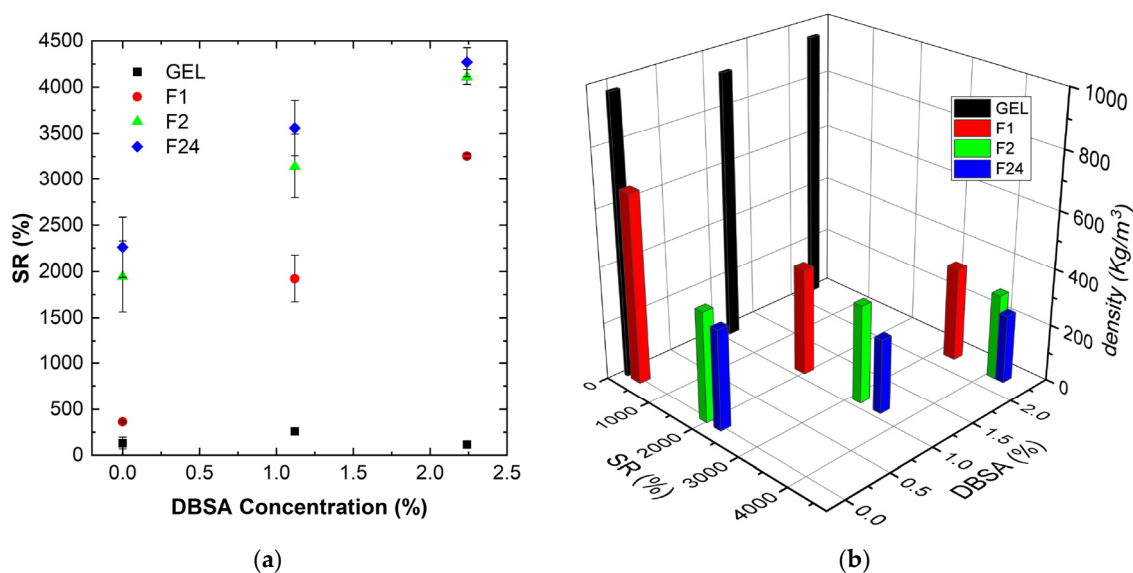 (a)
4500
4000
3500
3000
2500
2000
1500
1000
500
0
SR (%)
GEL
F1
F2
F24
0.0 0.5 1.0 1.5 2.0 2.5
DBSA Concentration (%)
(b)
GEL
F1
F2
F24
1000
800
600
400
200
0
density (Kg/m³)
0
1000
2000
3000
4000
SR (%)
0.0
0.5
1.0
1.5
2.0
DBSA (%)
(a)
(b)